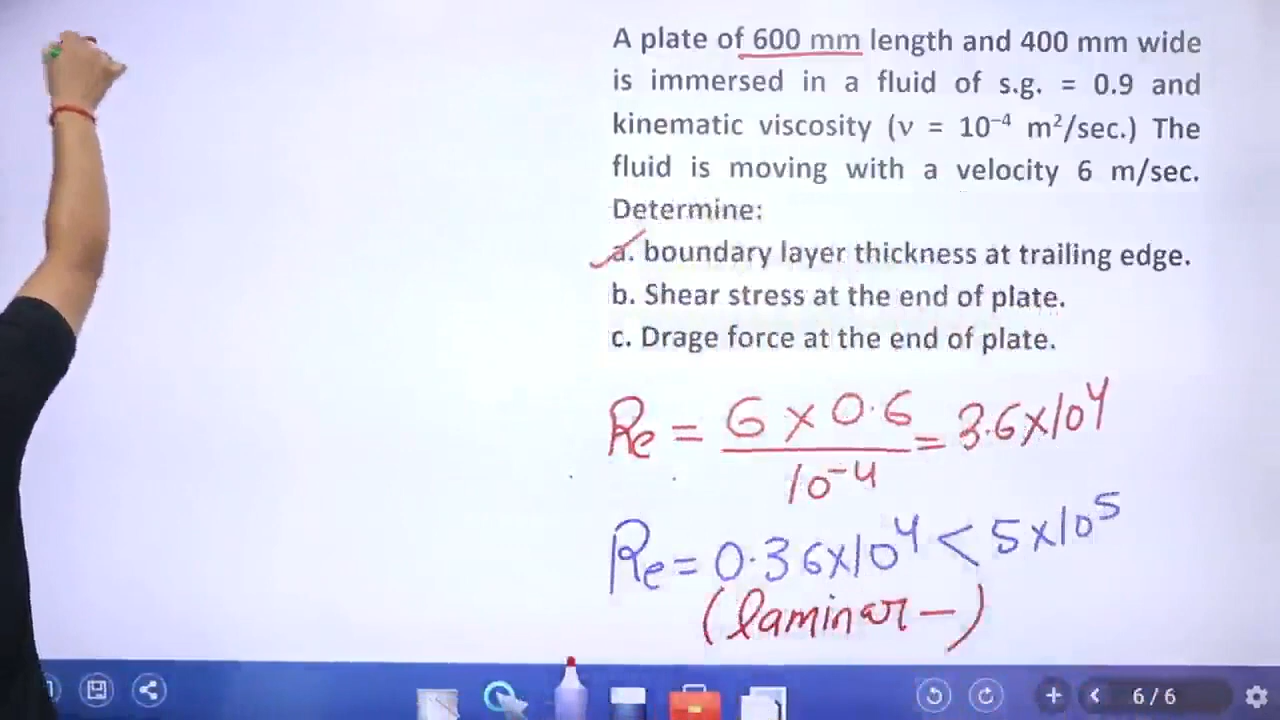 A plate of 600 mm length and 400 mm wide
is immersed in a fluid of s.g. = 0.9 and
kinematic viscosity (ν = 10⁻⁴ m²/sec.) The
fluid is moving with a velocity 6 m/sec.
Determine:
a. boundary layer thickness at trailing edge.
b. Shear stress at the end of plate.
c. Drage force at the end of plate.
Re = 6 × 0.6 / 10⁻⁴ = 3.6×10⁴
Re = 0.36×10⁴ < 5×10⁵
(laminar –)
6 / 6